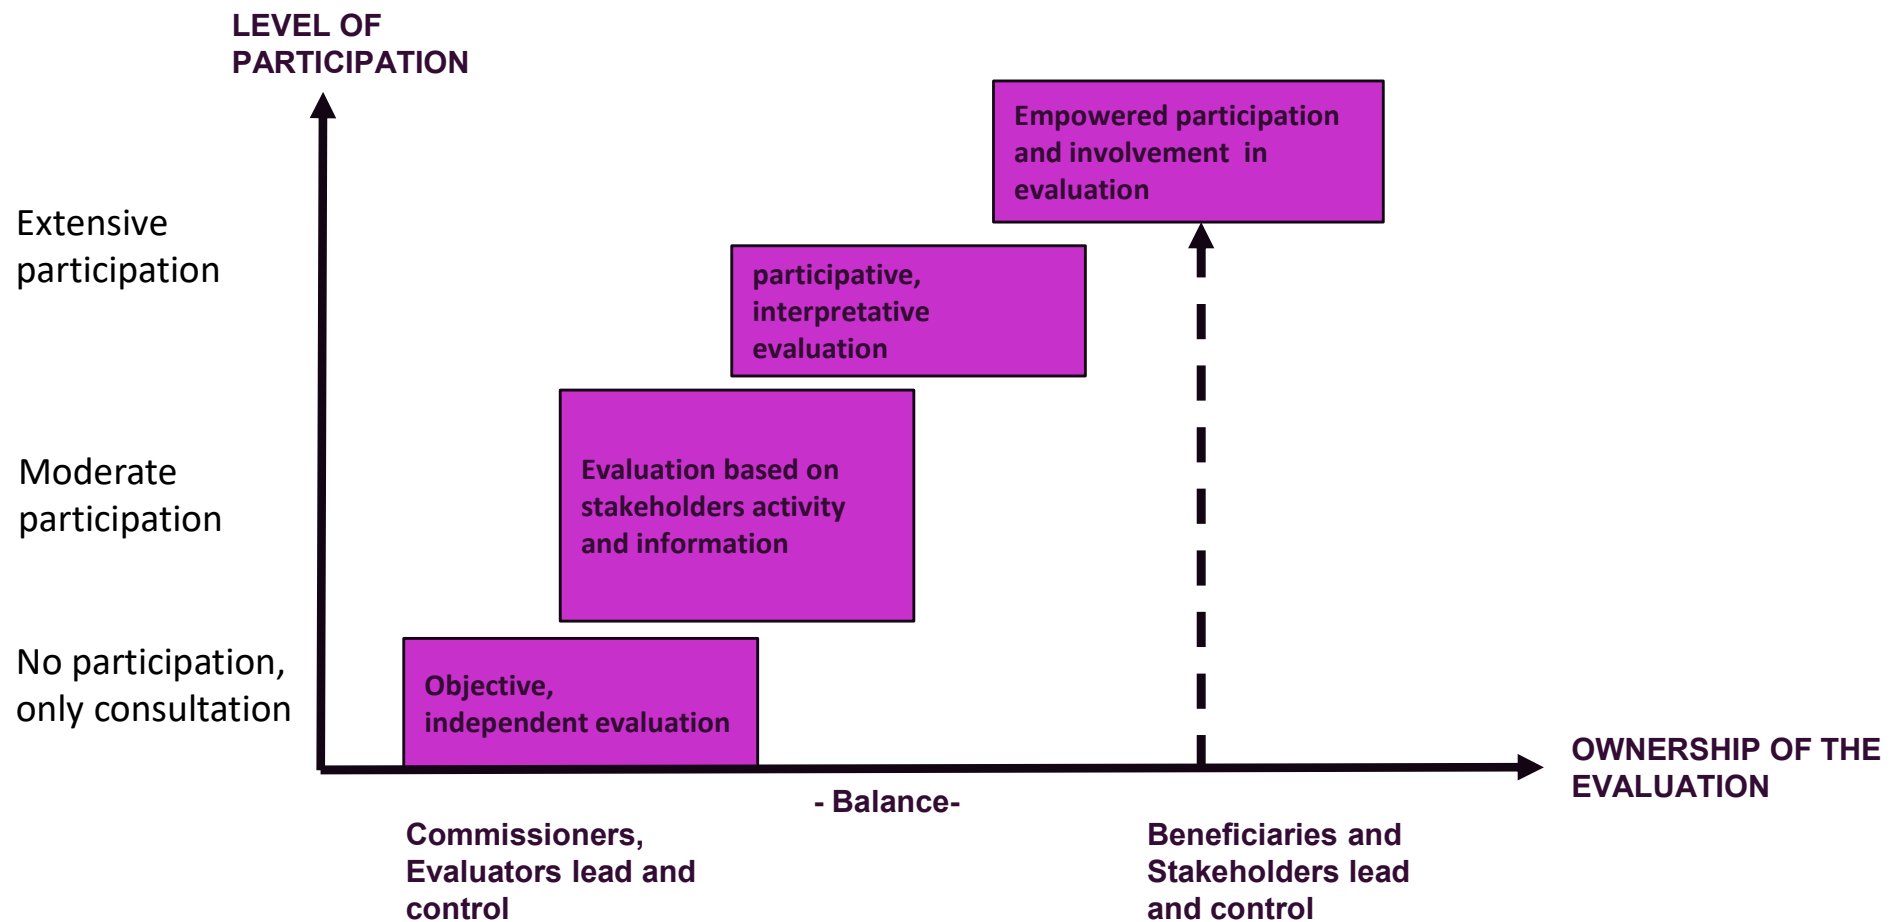 LEVEL OF
PARTICIPATION
Empowered participation
and involvement  in
evaluation
Extensive
participation
participative,
interpretative
evaluation
Moderate
participation
Evaluation based on
stakeholders activity
and information
No participation,
only consultation
Objective,
independent evaluation
OWNERSHIP OF THE
EVALUATION
- Balance-
Commissioners,
Evaluators lead and
control
Beneficiaries and
Stakeholders lead
and control